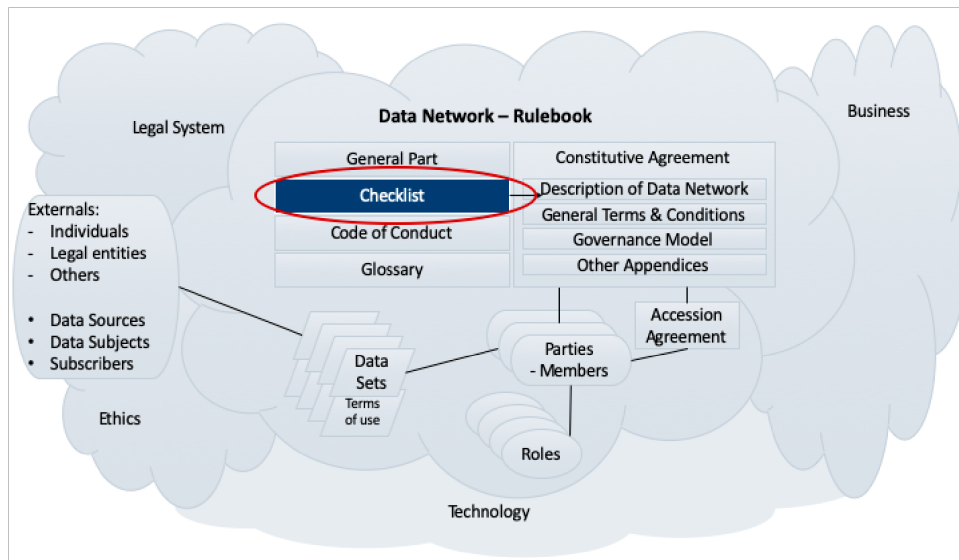 Data Network – Rulebook
Legal System
Business
General Part
Checklist
Code of Conduct
Glossary
Constitutive Agreement
Description of Data Network
General Terms & Conditions
Governance Model
Other Appendices
Externals:
- Individuals
- Legal entities
- Others
• Data Sources
• Data Subjects
• Subscribers
Accession
Agreement
Data
Sets
Terms
of use
Parties
- Members
Roles
Ethics
Technology